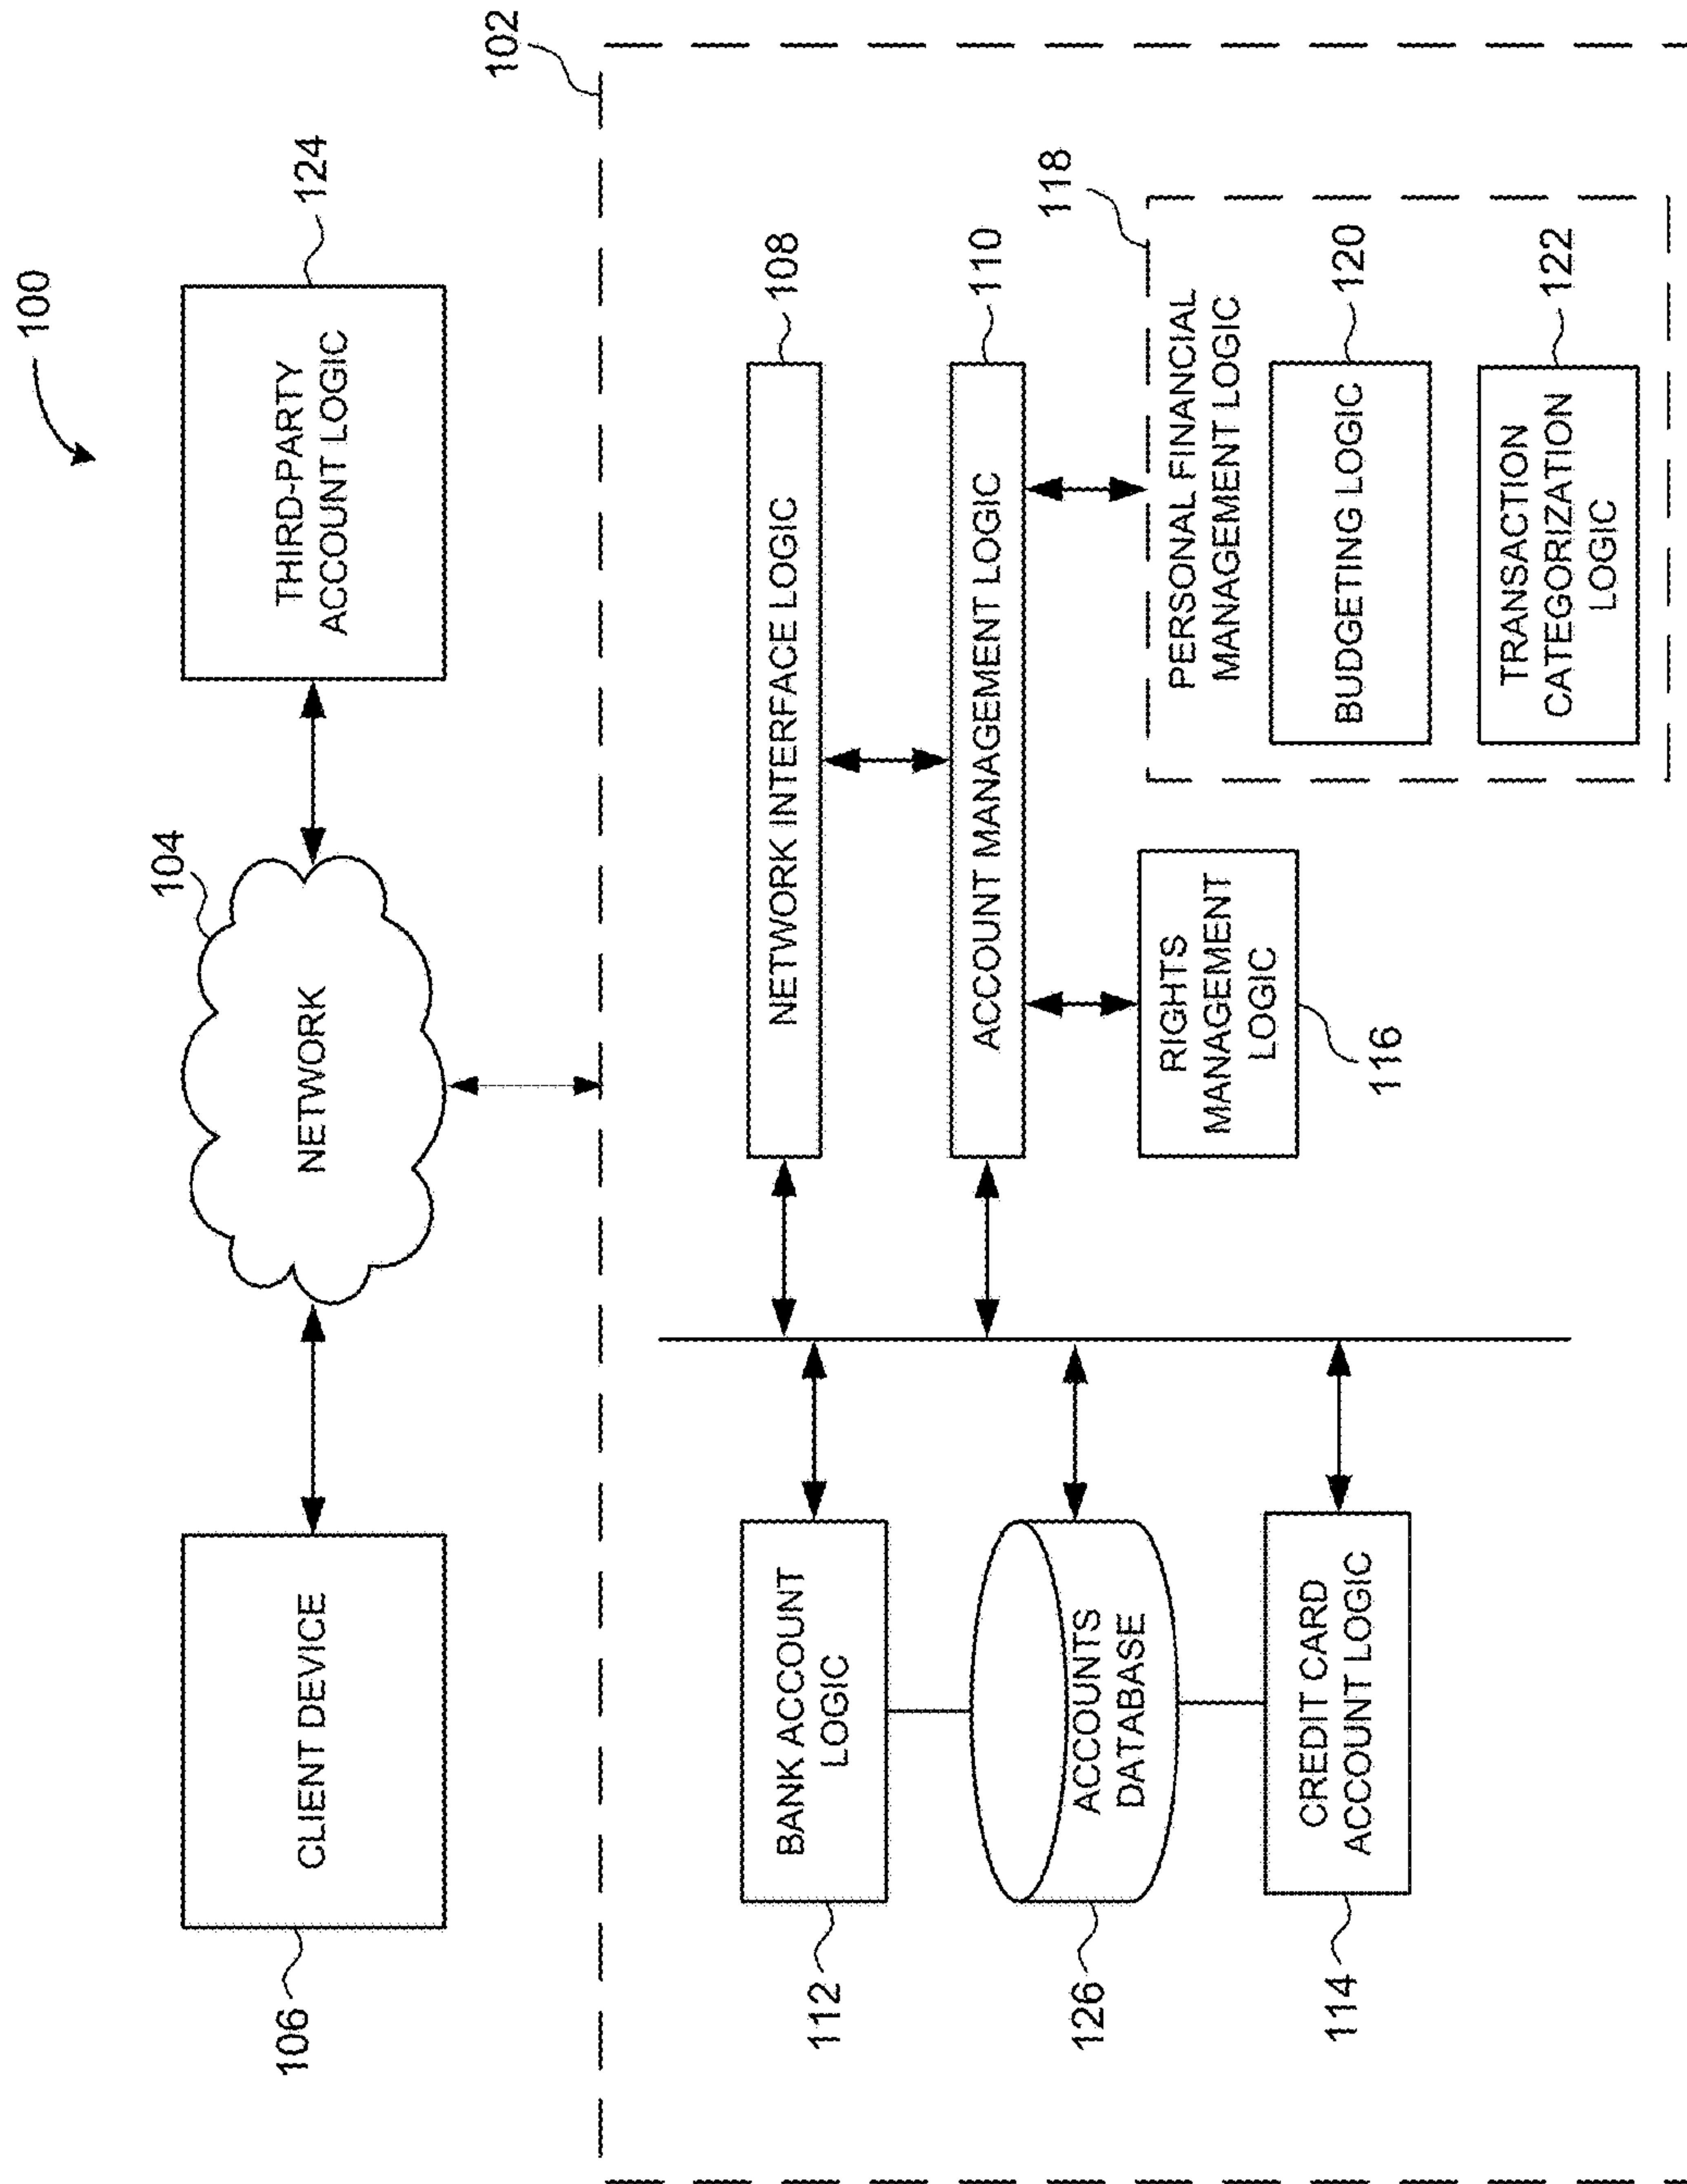 100
106
CLIENT DEVICE
104
NETWORK
THIRD-PARTY
ACCOUNT LOGIC
124
102
112
BANK ACCOUNT
LOGIC
NETWORK INTERFACE LOGIC
108
126
ACCOUNTS
DATABASE
ACCOUNT MANAGEMENT LOGIC
110
114
CREDIT CARD
ACCOUNT LOGIC
RIGHTS
MANAGEMENT
LOGIC
116
118
PERSONAL FINANCIAL
MANAGEMENT LOGIC
BUDGETING LOGIC
120
TRANSACTION
CATEGORIZATION
LOGIC
122